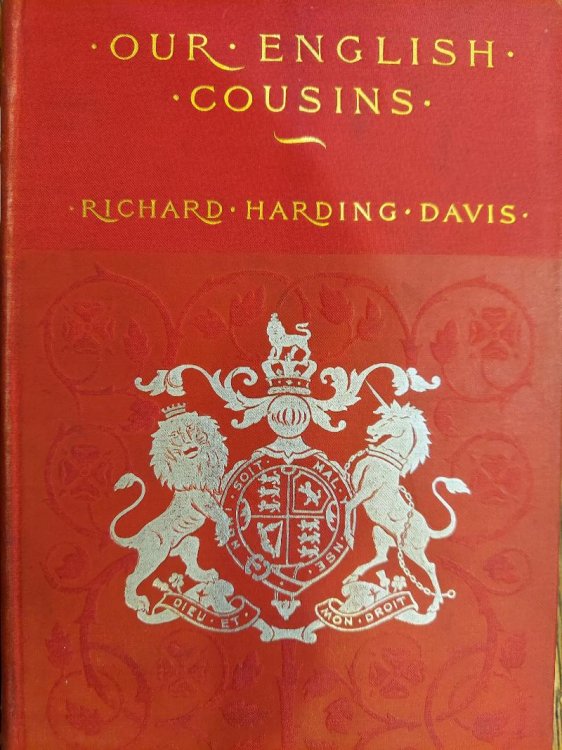 ·OUR·ENGLISH·
·COUSINS·
·RICHARD·HARDING·DAVIS·
SOIT·MAL·
DIEU·ET·
MON·DROIT